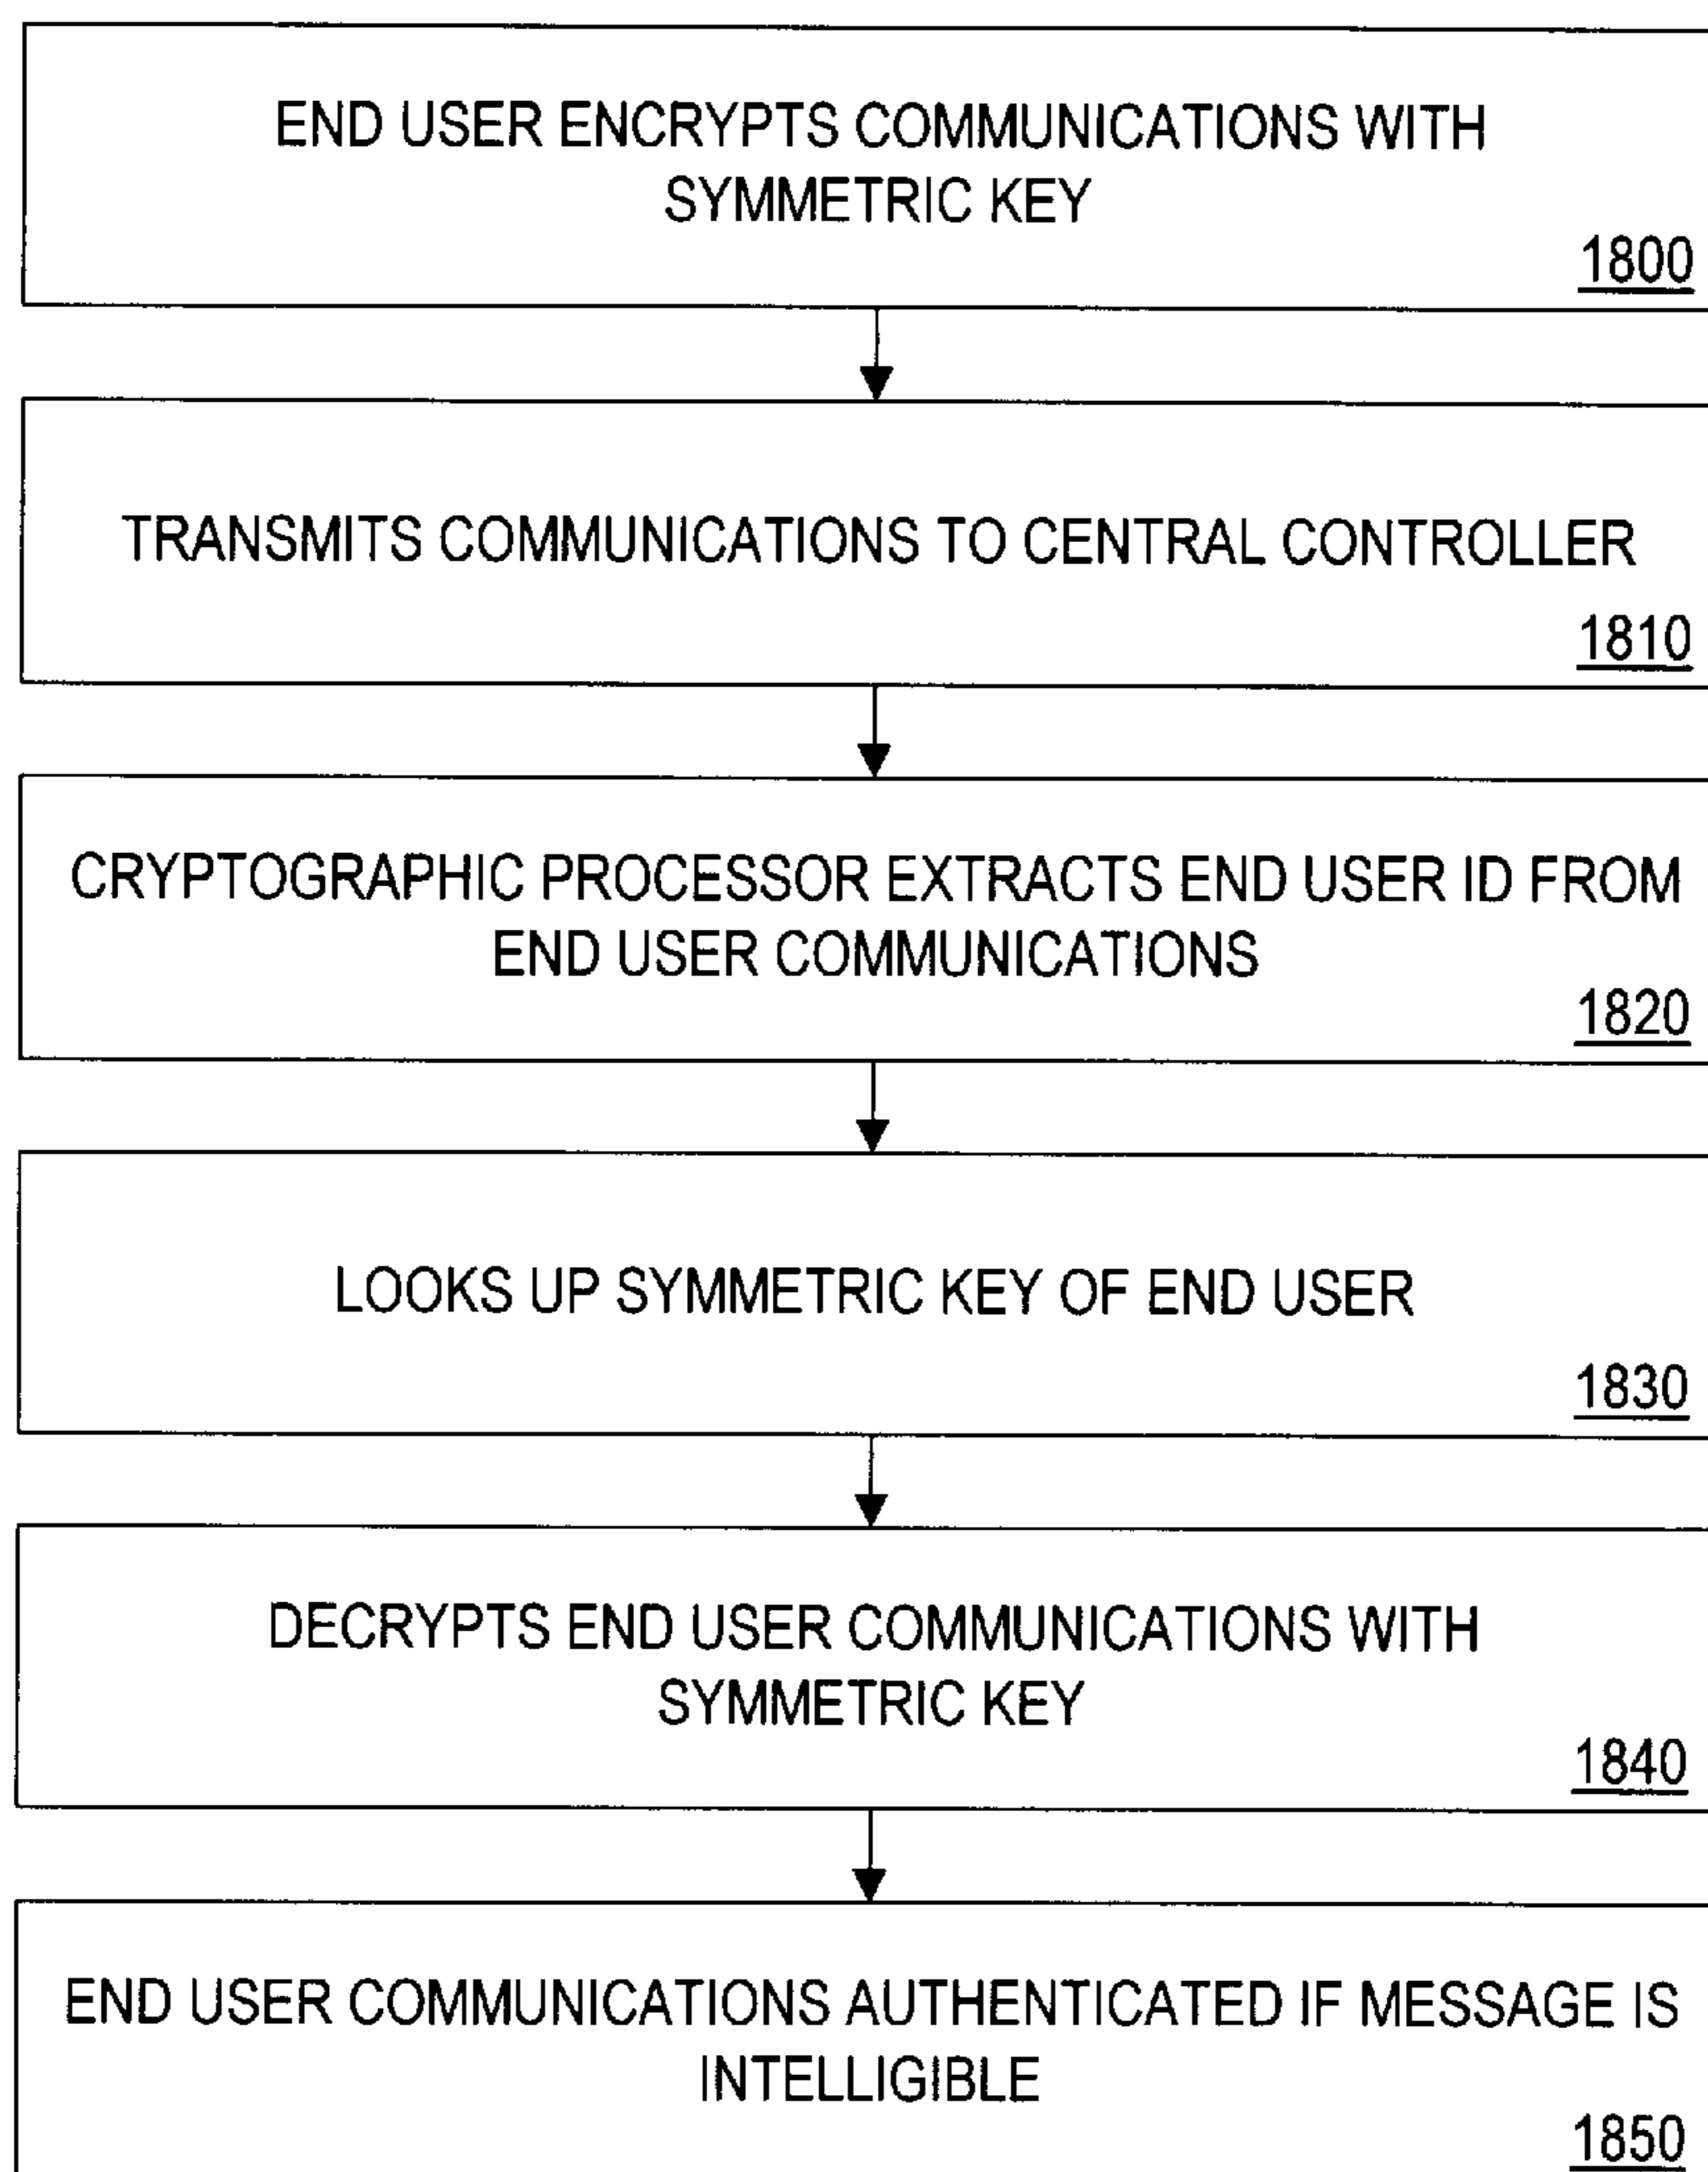 END USER ENCRYPTS COMMUNICATIONS WITH
SYMMETRIC KEY
1800
TRANSMITS COMMUNICATIONS TO CENTRAL CONTROLLER
1810
CRYPTOGRAPHIC PROCESSOR EXTRACTS END USER ID FROM
END USER COMMUNICATIONS
1820
LOOKS UP SYMMETRIC KEY OF END USER
1830
DECRYPTS END USER COMMUNICATIONS WITH
SYMMETRIC KEY
1840
END USER COMMUNICATIONS AUTHENTICATED IF MESSAGE IS
INTELLIGIBLE
1850